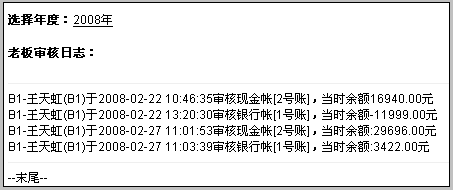 选择年度：2008年
老板审核日志：
B1-王天虹(B1)于2008-02-22 10:46:35审核现金帐[2号账]，当时余额16940.00元
B1-王天虹(B1)于2008-02-22 13:20:30审核银行帐[1号账]，当时余额-11999.00元
B1-王天虹(B1)于2008-02-27 11:01:53审核现金帐[2号账]，当时余额:29696.00元
B1-王天虹(B1)于2008-02-27 11:03:39审核银行帐[1号账]，当时余额:3422.00元
--末尾--